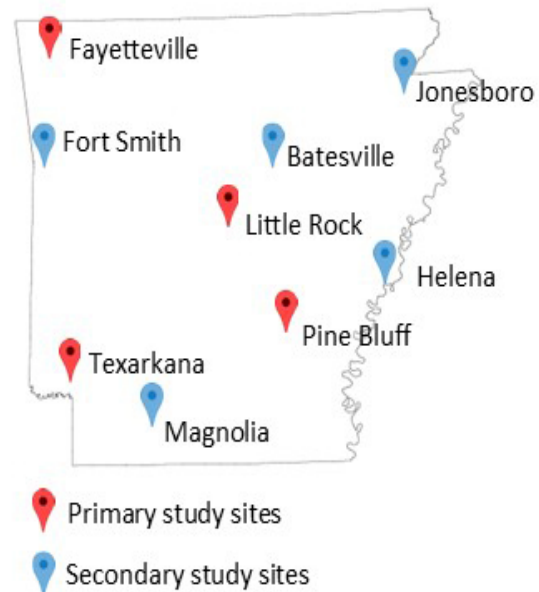 Fayetteville
Jonesboro
Fort Smith
Batesville
Little Rock
Helena
Pine Bluff
Texarkana
Magnolia
Primary study sites
Secondary study sites